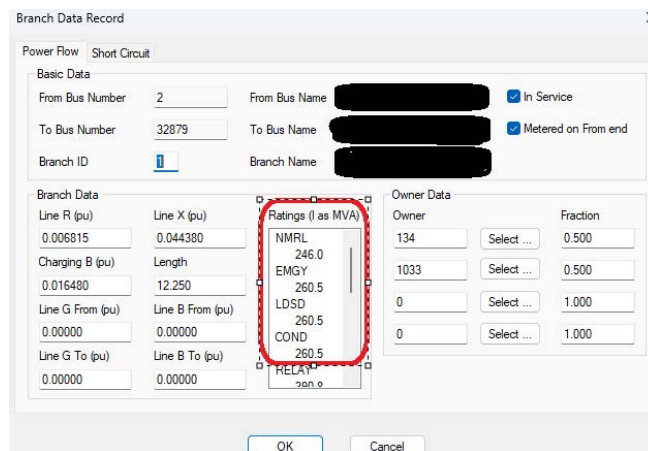 Branch Data Record
Power Flow Short Circuit
Basic Data
From Bus Number 2 From Bus Name In Service
To Bus Number 32879 To Bus Name Metered on From end
Branch ID 1 Branch Name
Branch Data
Line R (pu) Line X (pu)
0.006815 0.044380
Charging B (pu) Length
0.016480 12.250
Line G From (pu) Line B From (pu)
0.00000 0.00000
Line G To (pu) Line B To (pu)
0.00000 0.00000
Ratings (I as MVA)
NMRL
246.0
EMGY
260.5
LDSD
260.5
COND
260.5
RELAY
Owner Data
Owner Fraction
134 Select ... 0.500
1033 Select ... 0.500
0 Select ... 1.000
0 Select ... 1.000
OK Cancel